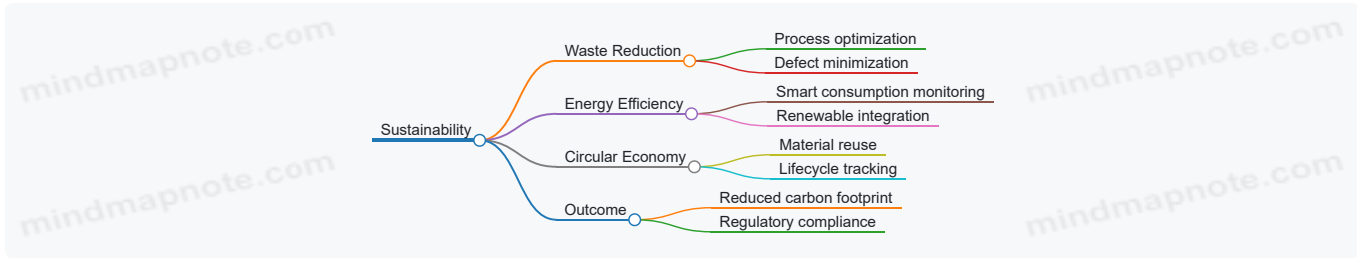 mindmapnote.com
mindmapnote.com
Sustainability
Waste Reduction
Process optimization
Defect minimization
Energy Efficiency
Smart consumption monitoring
Renewable integration
Circular Economy
Material reuse
Lifecycle tracking
Outcome
Reduced carbon footprint
Regulatory compliance
mindmapnote.com
mindmapnote.com